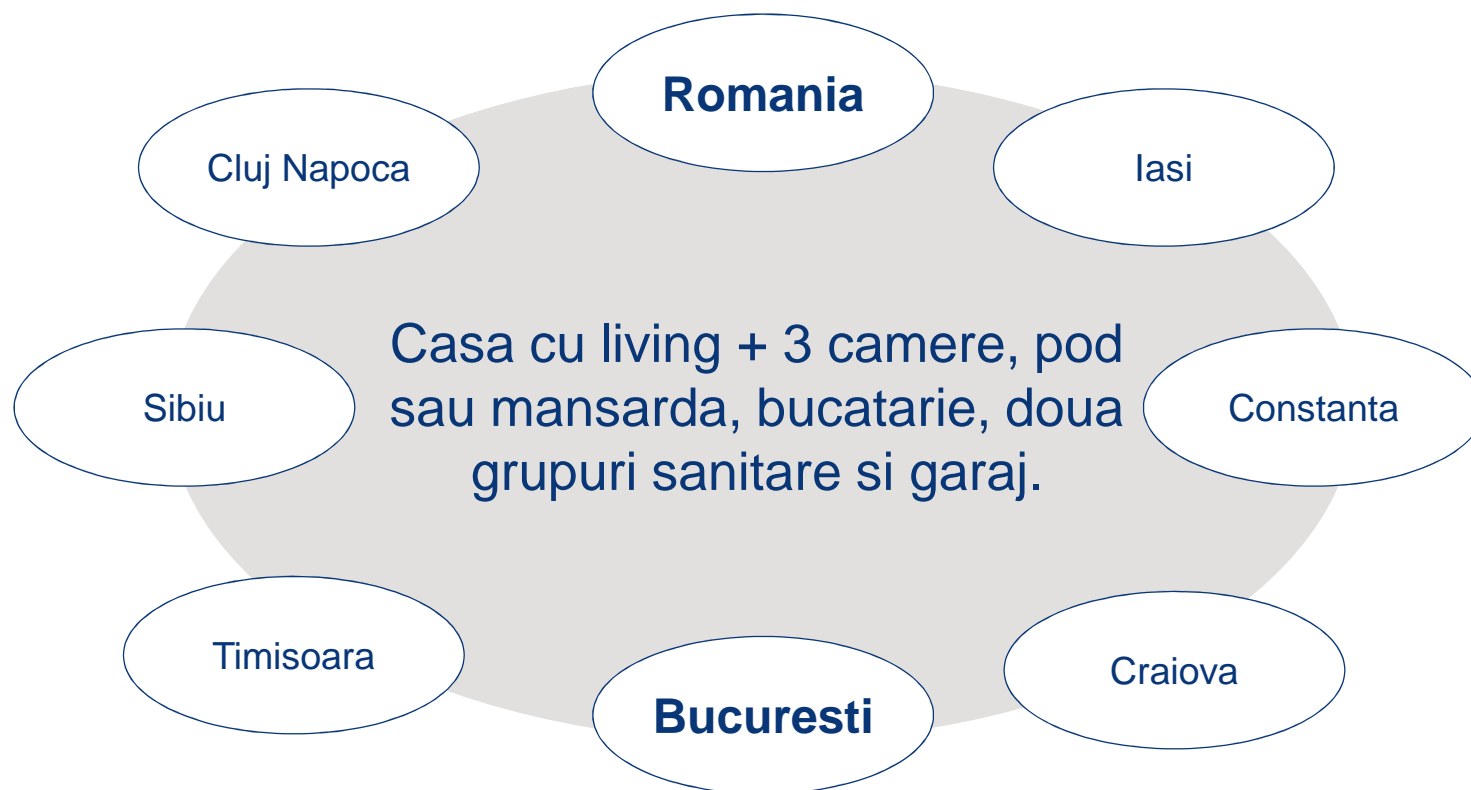 Romania
Cluj Napoca
Iasi
Casa cu living + 3 camere, pod
sau mansarda, bucatarie, doua
grupuri sanitare si garaj.
Sibiu
Constanta
Timisoara
Craiova
Bucuresti